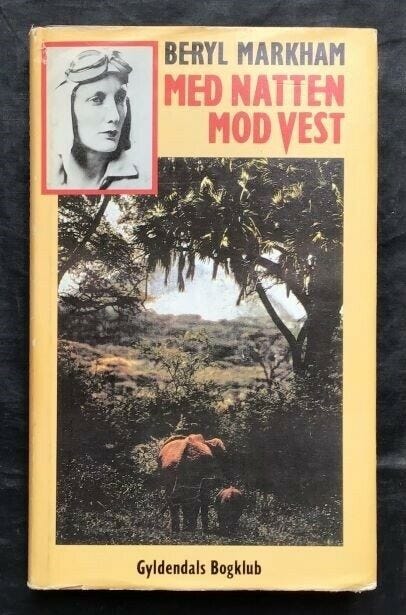 BERYL MARKHAM
MED NATTEN
MOD VEST
Gyldendals Bogklub